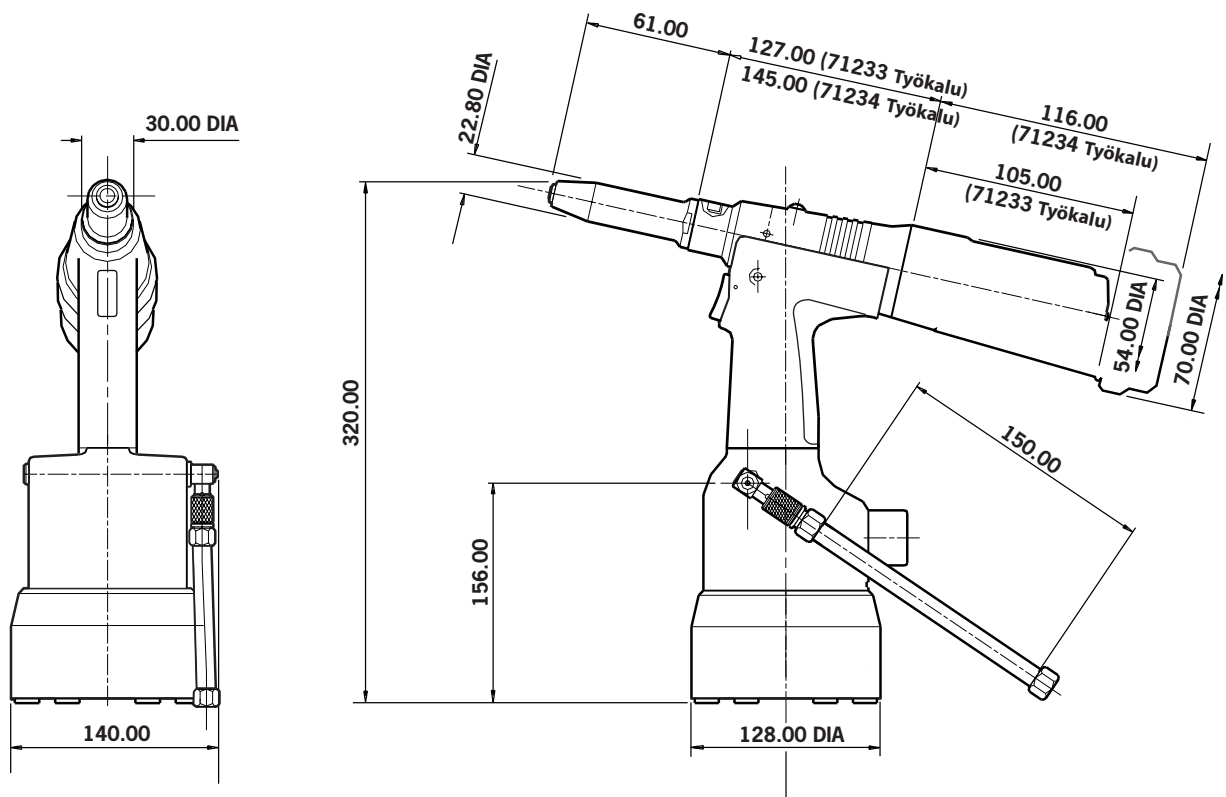 61.00
127.00 (71233 Työkalu)
145.00 (71234 Työkalu)
116.00
(71234 Työkalu)
105.00
(71233 Työkalu)
22.80 DIA
30.00 DIA
54.00 DIA
70.00 DIA
320.00
150.00
156.00
140.00
128.00 DIA